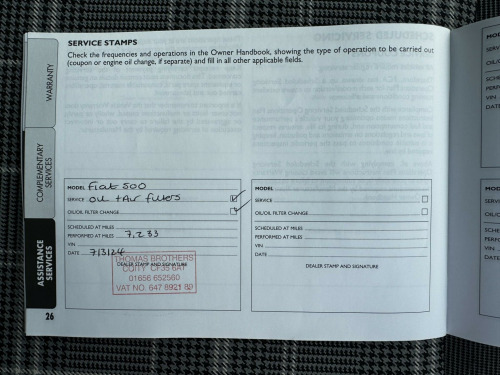 SERVICE STAMPS
Check the frequencies and operations in the Owner Handbook, showing the type of operation to be carried out
(coupon or engine oil change, if separate) and fill in all other applicable fields.
WARRANTY
COMPLEMENTARY
SERVICES
ASSISTANCE
SERVICES
MODEL Fiat 500
SERVICE Oil + Air filters
OIL/OIL FILTER CHANGE
SCHEDULED AT MILES
PERFORMED AT MILES 7,233
VIN
DATE 7/3/24
DEALER STAMP AND SIGNATURE
THOMAS BROTHERS
COITY CF35 6AT
01656 652560
VAT NO. 647 8921 89
MODEL
SERVICE
OIL/OIL FILTER CHANGE
SCHEDULED AT MILES
PERFORMED AT MILES
VIN
DATE
DEALER STAMP AND SIGNATURE
26
VIN
DATE